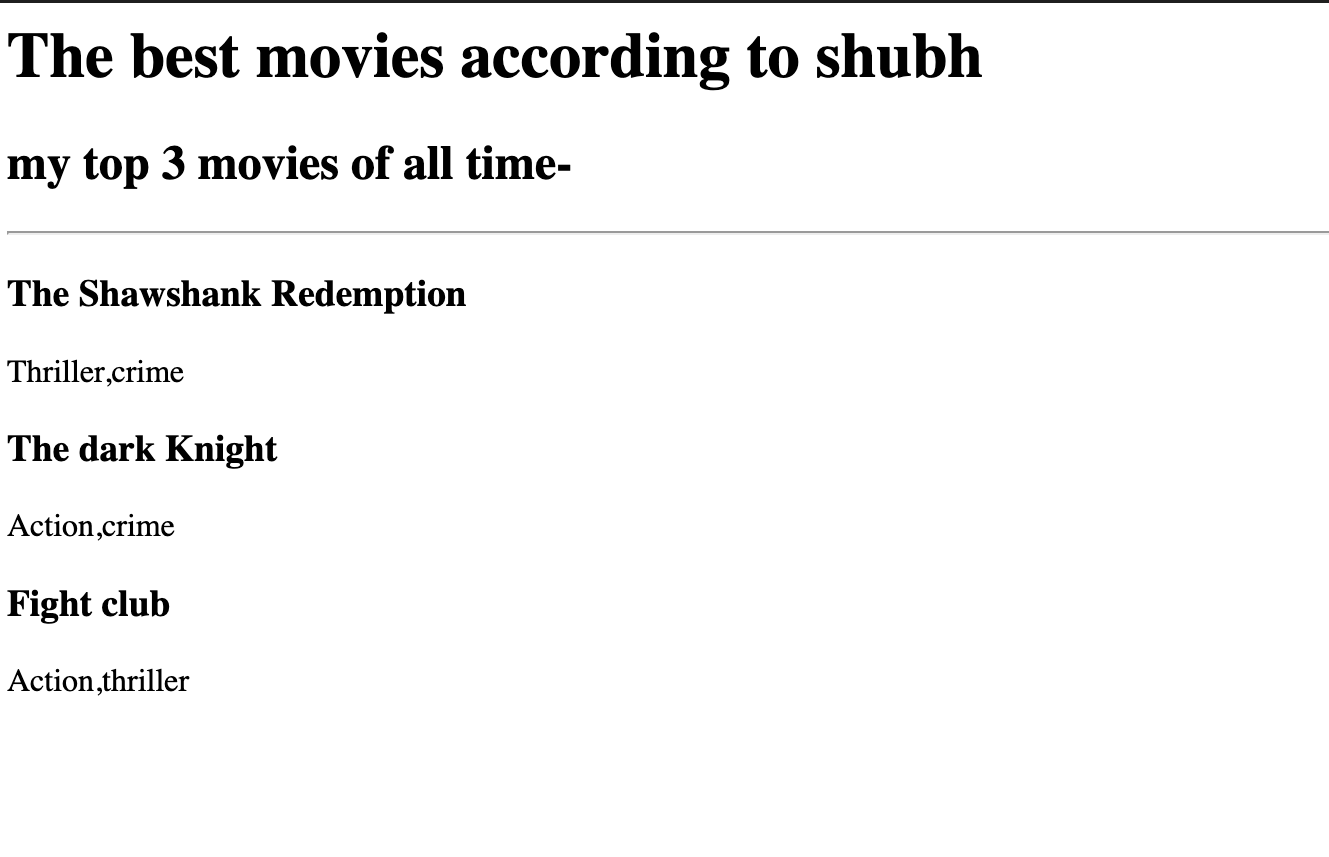 The best movies according to shubh
my top 3 movies of all time-
The Shawshank Redemption
Thriller,crime
The dark Knight
Action,crime
Fight club
Action,thriller